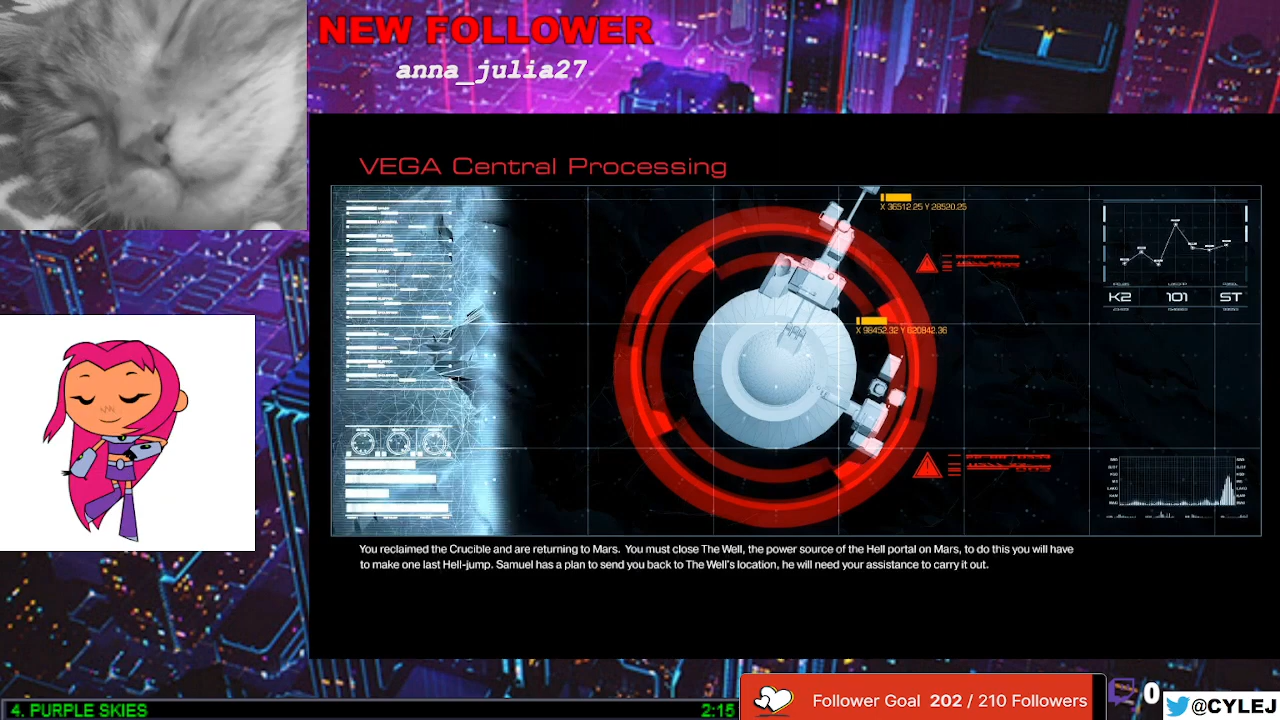 NEW FOLLOWER
anna_julia27
VEGA Central Processing
X 36512.25 Y 28520.25
K2 101 ST
You reclaimed the Crucible and are returning to Mars. You must close The Well, the power source of the Hell portal on Mars, to do this you will have
to make one last Hell-jump. Samuel has a plan to send you back to The Well's location, he will need your assistance to carry it out.
4. PURPLE SKIES
2:15
Follower Goal 202 / 210 Followers
0
@CYLEJ